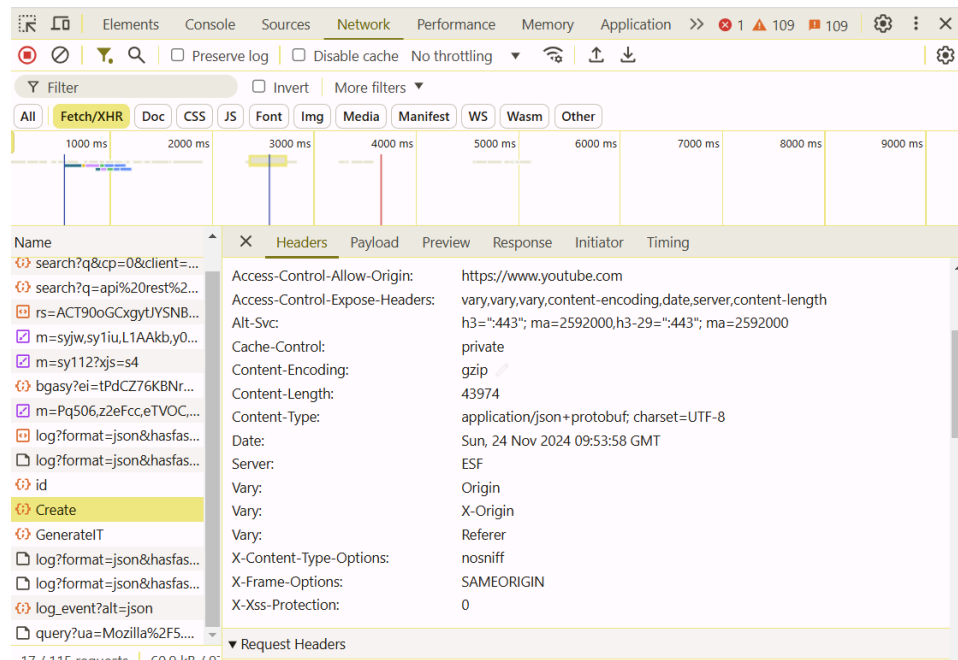 Elements Console Sources Network Performance Memory Application 1 109 109
Preserve log Disable cache No throttling
Filter Invert More filters
All Fetch/XHR Doc CSS JS Font Img Media Manifest WS Wasm Other
1000 ms 2000 ms 3000 ms 4000 ms 5000 ms 6000 ms 7000 ms 8000 ms 9000 ms
Name
search?q&cp=0&client=...
search?q=api%20rest%2...
rs=ACT90oGCxgytJYSNB...
m=syjw,sy1iu,L1AAkb,y0...
m=sy112?xjs=s4
bgasy?ei=tPdCZ76KBNr...
m=Pq506,z2eFcc,eTVOC,...
log?format=json&hasfas...
log?format=json&hasfas...
id
Create
GenerateIT
log?format=json&hasfas...
log?format=json&hasfas...
log_event?alt=json
query?ua=Mozilla%2F5....
17 / 115 requests
Headers Payload Preview Response Initiator Timing
Access-Control-Allow-Origin: https://www.youtube.com
Access-Control-Expose-Headers: vary,vary,vary,content-encoding,date,server,content-length
Alt-Svc: h3=":443"; ma=2592000,h3-29=":443"; ma=2592000
Cache-Control: private
Content-Encoding: gzip
Content-Length: 43974
Content-Type: application/json+protobuf; charset=UTF-8
Date: Sun, 24 Nov 2024 09:53:58 GMT
Server: ESF
Vary: Origin
Vary: X-Origin
Vary: Referer
X-Content-Type-Options: nosniff
X-Frame-Options: SAMEORIGIN
X-Xss-Protection: 0
Request Headers